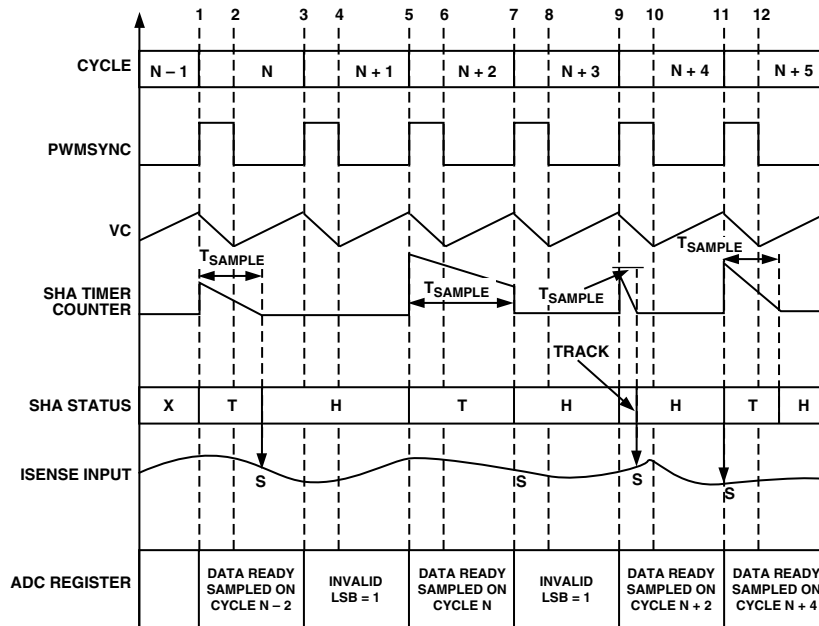 1 2 3 4 5 6 7 8 9 10 11 12
CYCLE N – 1 N N + 1 N + 2 N + 3 N + 4 N + 5
PWMSYNC
VC
TSAMPLE
TSAMPLE
SHA TIMER
COUNTER
TSAMPLE
TSAMPLE
TRACK
SHA STATUS X T H T H H T H
ISENSE INPUT
S S S S
ADC REGISTER
DATA READY
SAMPLED ON
CYCLE N – 2
INVALID
LSB = 1
DATA READY
SAMPLED ON
CYCLE N
INVALID
LSB = 1
DATA READY
SAMPLED ON
CYCLE N + 2
DATA READY
SAMPLED ON
CYCLE N + 4